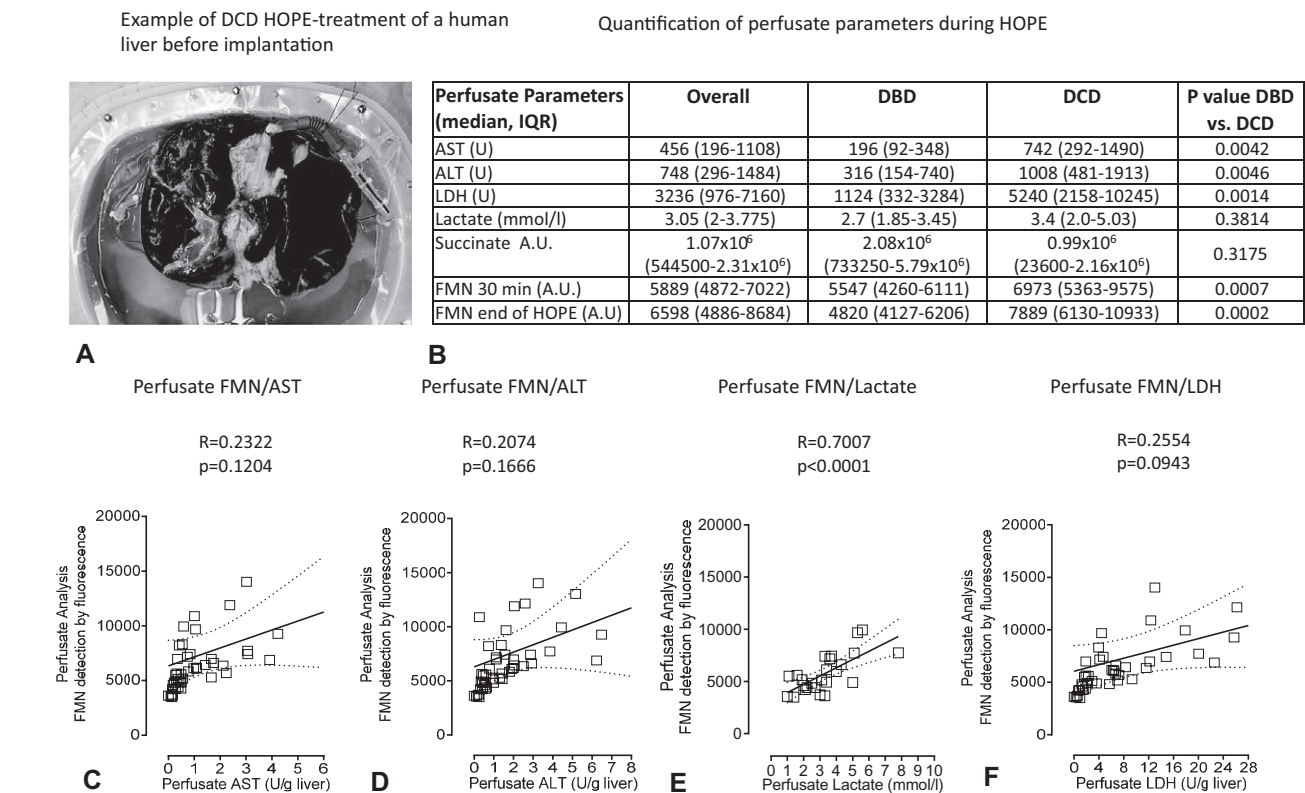 Example of DCD HOPE-treatment of a human
liver before implantation
Quantification of perfusate parameters during HOPE
Perfusate Parameters (median, IQR) | Overall | DBD | DCD | P value DBD vs. DCD
AST (U) | 456 (196-1108) | 196 (92-348) | 742 (292-1490) | 0.0042
ALT (U) | 748 (296-1484) | 316 (154-740) | 1008 (481-1913) | 0.0046
LDH (U) | 3236 (976-7160) | 1124 (332-3284) | 5240 (2158-10245) | 0.0014
Lactate (mmol/l) | 3.05 (2-3.775) | 2.7 (1.85-3.45) | 3.4 (2.0-5.03) | 0.3814
Succinate A.U. | 1.07x10⁶ (544500-2.31x10⁶) | 2.08x10⁶ (733250-5.79x10⁶) | 0.99x10⁶ (23600-2.16x10⁶) | 0.3175
FMN 30 min (A.U.) | 5889 (4872-7022) | 5547 (4260-6111) | 6973 (5363-9575) | 0.0007
FMN end of HOPE (A.U) | 6598 (4886-8684) | 4820 (4127-6206) | 7889 (6130-10933) | 0.0002
A
B
Perfusate FMN/AST
R=0.2322
p=0.1204
Perfusate Analysis
FMN detection by fluorescence
20000
15000
10000
5000
0
0 1 2 3 4 5 6
Perfusate AST (U/g liver)
C
Perfusate FMN/ALT
R=0.2074
p=0.1666
Perfusate Analysis
FMN detection by fluorescence
20000
15000
10000
5000
0
0 1 2 3 4 5 6 7 8
Perfusate ALT (U/g liver)
D
Perfusate FMN/Lactate
R=0.7007
p<0.0001
Perfusate Analysis
FMN detection by fluorescence
20000
15000
10000
5000
0
0 1 2 3 4 5 6 7 8 9 10
Perfusate Lactate (mmol/l)
E
Perfusate FMN/LDH
R=0.2554
p=0.0943
Perfusate Analysis
FMN detection by fluorescence
20000
15000
10000
5000
0
0 4 8 12 16 20 24 28
Perfusate LDH (U/g liver)
F